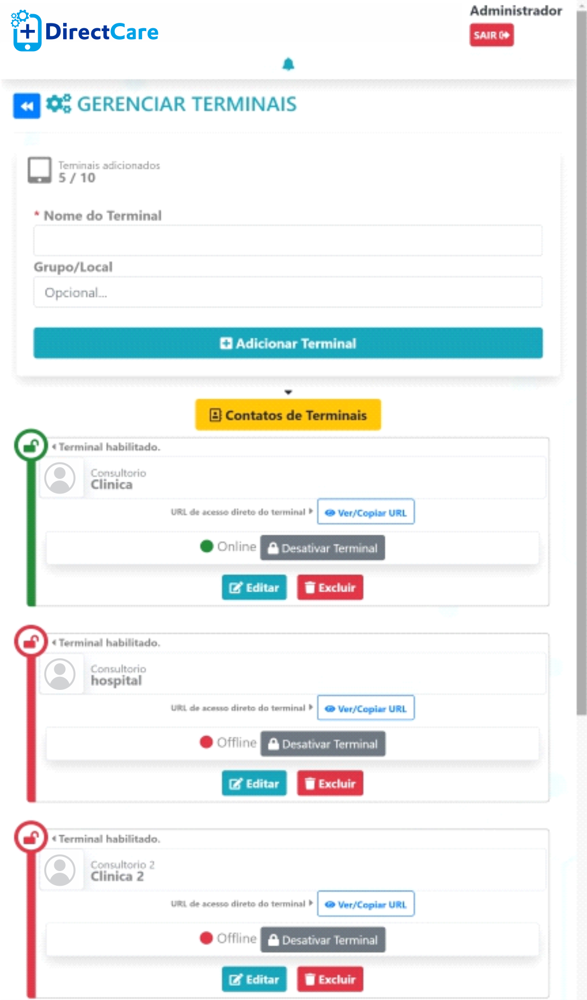 DirectCare
Administrador
SAIR
GERENCIAR TERMINAIS
Teminais adicionados
5 / 10
* Nome do Terminal
Grupo/Local
Opcional...
Adicionar Terminal
Contatos de Terminais
Terminal habilitado.
Consultorio
Clinica
URL de acesso direto do terminal
Ver/Copiar URL
Online
Desativar Terminal
Editar
Excluir
Terminal habilitado.
Consultorio
hospital
URL de acesso direto do terminal
Ver/Copiar URL
Offline
Desativar Terminal
Editar
Excluir
Terminal habilitado.
Consultorio 2
Clinica 2
URL de acesso direto do terminal
Ver/Copiar URL
Offline
Desativar Terminal
Editar
Excluir